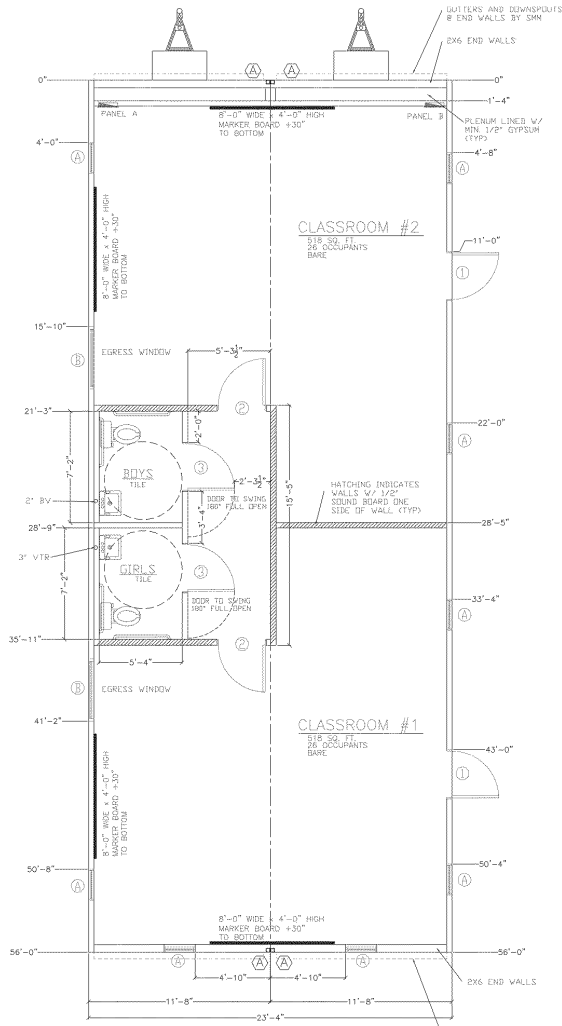 GUTTERS AND DOWNSPOUTS
@ END WALLS BY SMM
2X6 END WALLS
A
A
0"
0"
1'-4"
PANEL A
8'-0" WIDE x 4'-0" HIGH
MARKER BOARD +30"
TO BOTTOM
PANEL B
PLENUM LINED W/
MIN. 1/2" GYPSUM
(TYP)
4'-0"
A
4'-8"
A
8'-0" WIDE x 4'-0" HIGH
MARKER BOARD +30"
TO BOTTOM
CLASSROOM #2
518 SQ. FT.
26 OCCUPANTS
BARE
11'-0"
1
15'-10"
B
EGRESS WINDOW
5'-3½"
21'-3"
2
2'-0"
22'-0"
A
7'-2"
BOYS
TILE
3
2'-3½"
15'-5"
HATCHING INDICATES
WALLS W/ 1/2"
SOUND BOARD ONE
SIDE OF WALL (TYP)
2" BV
DOOR TO SWING
180° FULL OPEN
3'-4"
28'-9"
28'-5"
3" VTR
7'-2"
GIRLS
TILE
3
DOOR TO SWING
180° FULL OPEN
33'-4"
A
35'-11"
2
5'-4"
B
EGRESS WINDOW
41'-2"
CLASSROOM #1
518 SQ. FT.
26 OCCUPANTS
BARE
43'-0"
1
8'-0" WIDE x 4'-0" HIGH
MARKER BOARD +30"
TO BOTTOM
50'-8"
A
50'-4"
A
8'-0" WIDE x 4'-0" HIGH
MARKER BOARD +30"
TO BOTTOM
56'-0"
A
A
A
A
56'-0"
4'-10"
4'-10"
2X6 END WALLS
11'-8"
11'-8"
23'-4"